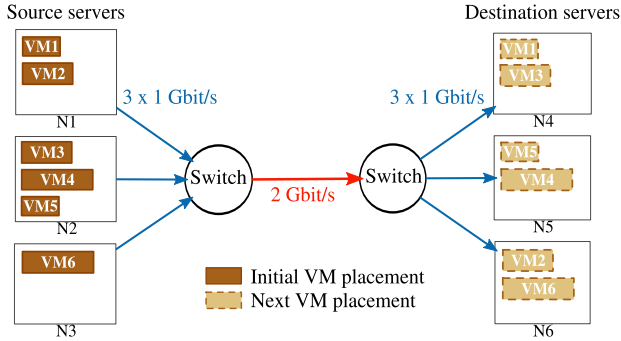 Source servers
Destination servers
VM1
VM2
N1
3 x 1 Gbit/s
3 x 1 Gbit/s
VM1
VM3
N4
VM3
VM4
VM5
N2
Switch
2 Gbit/s
Switch
VM5
VM4
N5
VM6
N3
Initial VM placement
Next VM placement
VM2
VM6
N6